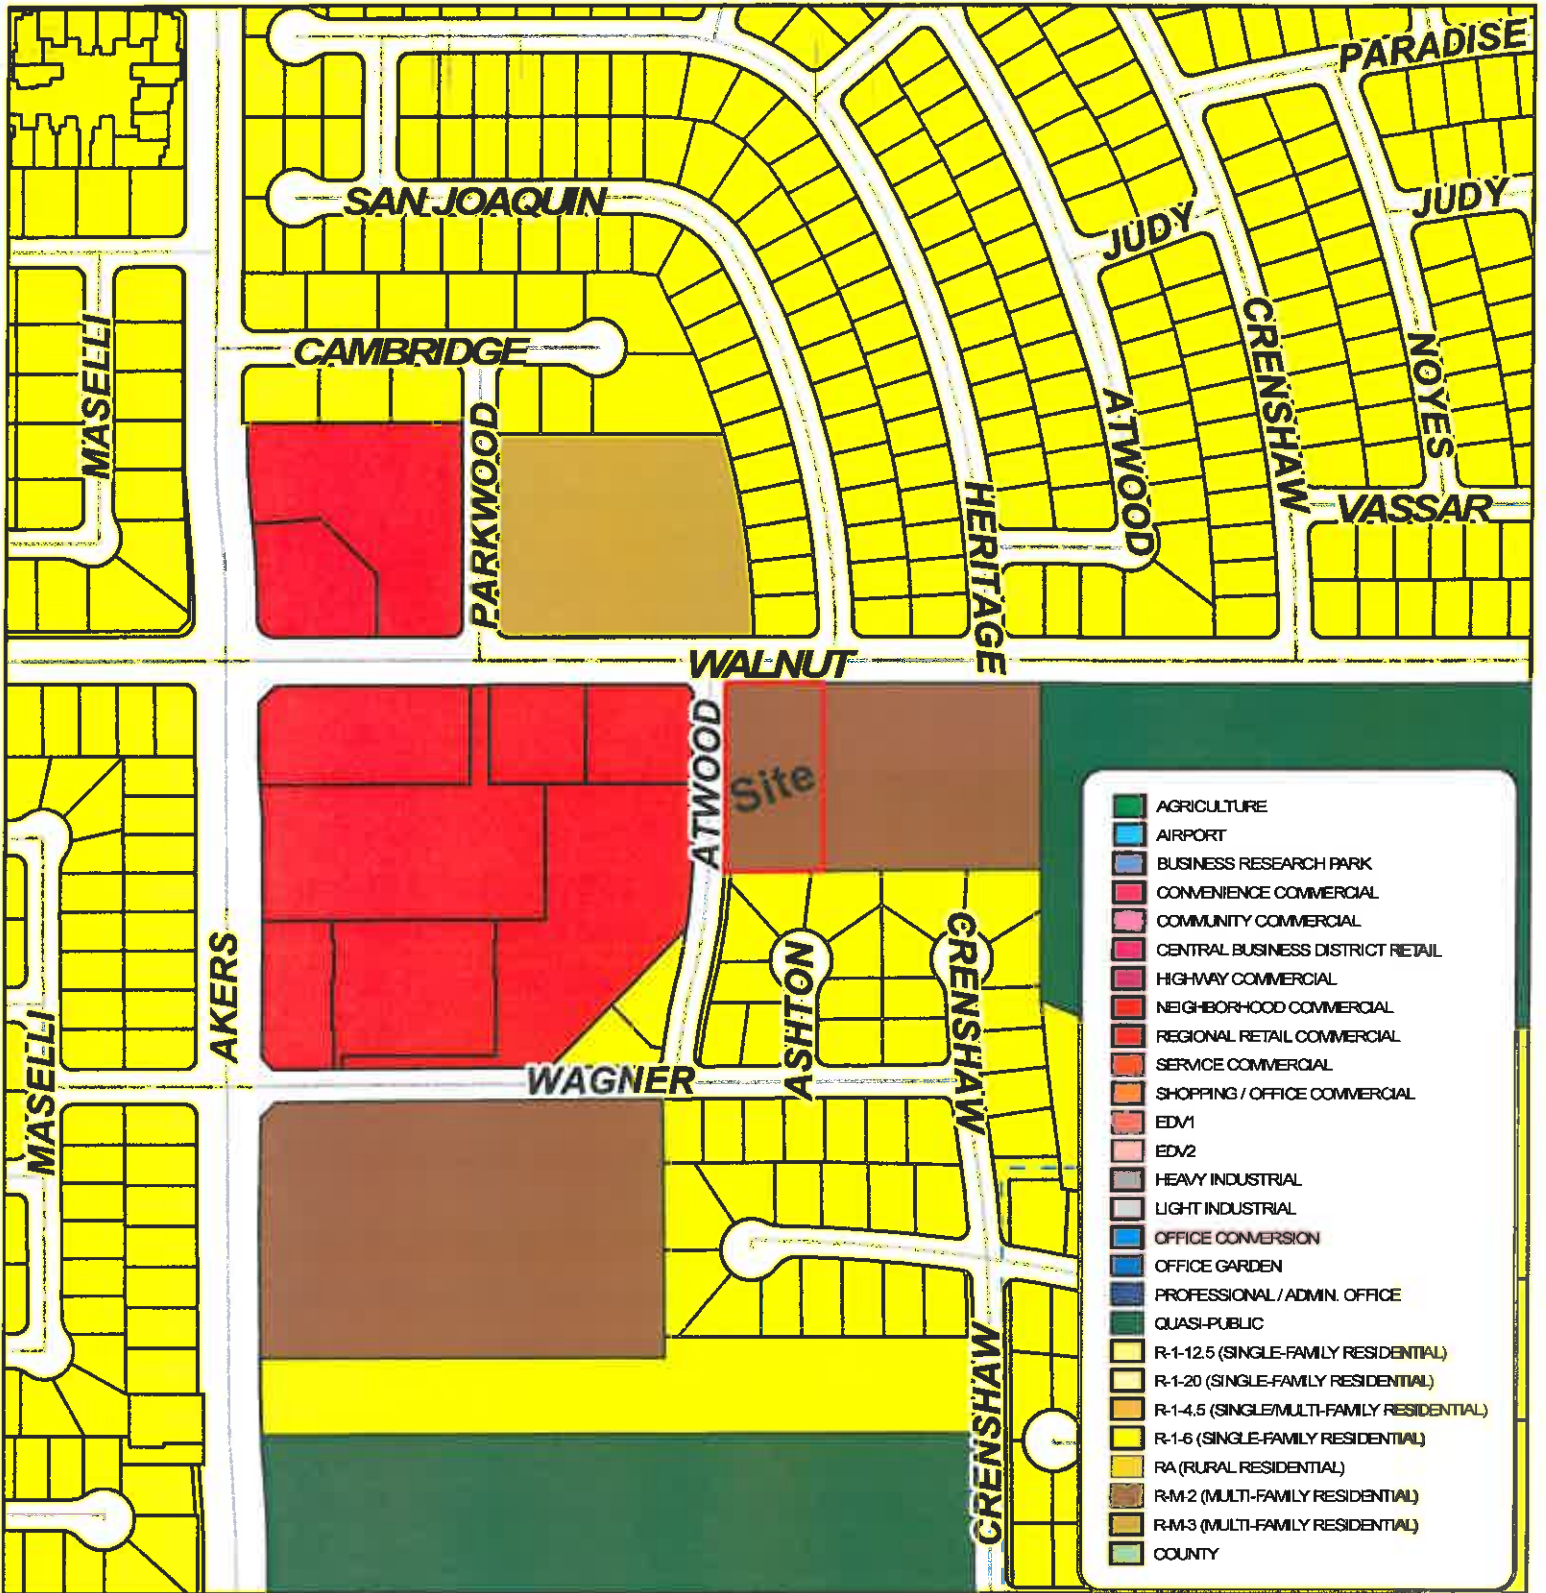 PARADISE
SAN JOAQUIN
JUDY
JUDY
MASELLI
CAMBRIDGE
PARKWOOD
CRENSHAW
NOYES
ATWOOD
HERITAGE
VASSAR
WALNUT
ATWOOD
Site
AKERS
MASELLI
ASHTON
CRENSHAW
WAGNER
CRENSHAW
AGRICULTURE
AIRPORT
BUSINESS RESEARCH PARK
CONVENIENCE COMMERCIAL
COMMUNITY COMMERCIAL
CENTRAL BUSINESS DISTRICT RETAIL
HIGHWAY COMMERCIAL
NEIGHBORHOOD COMMERCIAL
REGIONAL RETAIL COMMERCIAL
SERVICE COMMERCIAL
SHOPPING / OFFICE COMMERCIAL
EDV1
EDV2
HEAVY INDUSTRIAL
LIGHT INDUSTRIAL
OFFICE CONVERSION
OFFICE GARDEN
PROFESSIONAL / ADMIN. OFFICE
QUASI-PUBLIC
R-1-12.5 (SINGLE-FAMILY RESIDENTIAL)
R-1-20 (SINGLE-FAMILY RESIDENTIAL)
R-1-4.5 (SINGLE/MULTI-FAMILY RESIDENTIAL)
R-1-6 (SINGLE-FAMILY RESIDENTIAL)
RA (RURAL RESIDENTIAL)
R-M-2 (MULTI-FAMILY RESIDENTIAL)
R-M-3 (MULTI-FAMILY RESIDENTIAL)
COUNTY